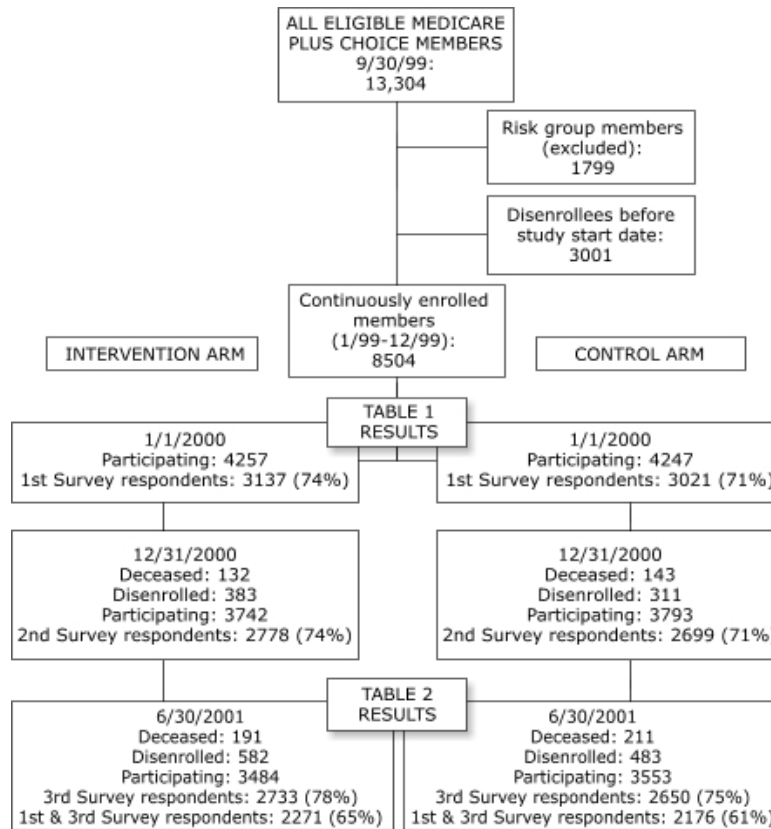 ALL ELIGIBLE MEDICARE
PLUS CHOICE MEMBERS
9/30/99:
13,304
Risk group members
(excluded):
1799
Disenrollees before
study start date:
3001
Continuously enrolled
members
(1/99-12/99):
8504
INTERVENTION ARM
CONTROL ARM
TABLE 1
RESULTS
1/1/2000
Participating: 4257
1st Survey respondents: 3137 (74%)
1/1/2000
Participating: 4247
1st Survey respondents: 3021 (71%)
12/31/2000
Deceased: 132
Disenrolled: 383
Participating: 3742
2nd Survey respondents: 2778 (74%)
12/31/2000
Deceased: 143
Disenrolled: 311
Participating: 3793
2nd Survey respondents: 2699 (71%)
TABLE 2
RESULTS
6/30/2001
Deceased: 191
Disenrolled: 582
Participating: 3484
3rd Survey respondents: 2733 (78%)
1st & 3rd Survey respondents: 2271 (65%)
6/30/2001
Deceased: 211
Disenrolled: 483
Participating: 3553
3rd Survey respondents: 2650 (75%)
1st & 3rd Survey respondents: 2176 (61%)